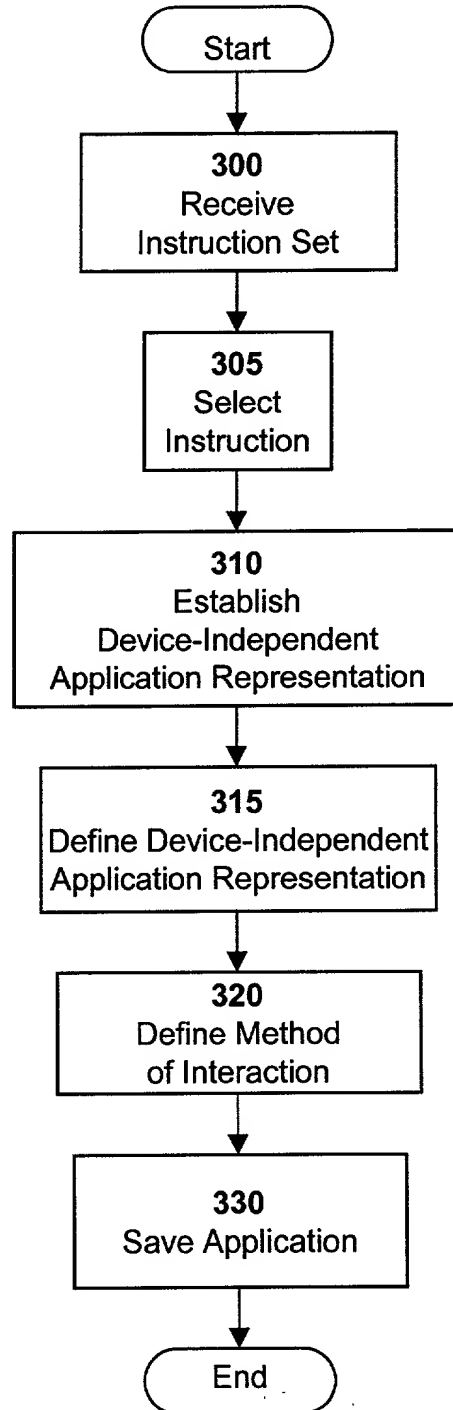 Start
300
Receive
Instruction Set
305
Select
Instruction
310
Establish
Device-Independent
Application Representation
315
Define Device-Independent
Application Representation
320
Define Method
of Interaction
330
Save Application
End